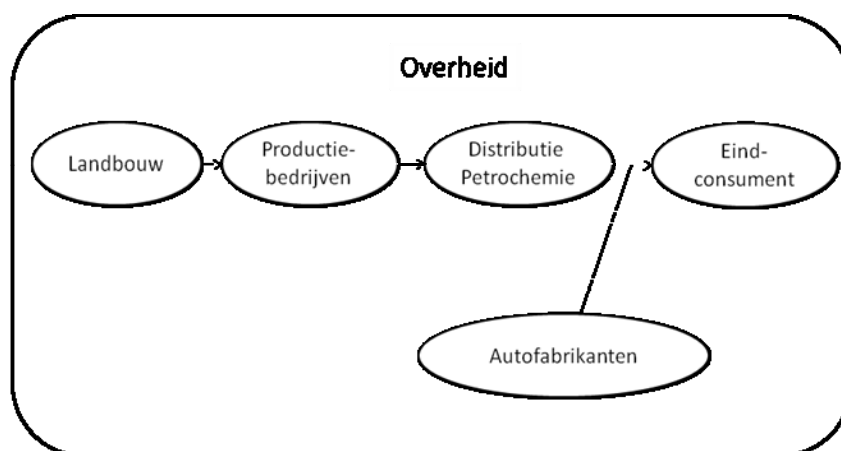 Overheid
Landbouw
Productie-
bedrijven
Distributie
Petrochemie
Eind-
consument
Autofabrikanten